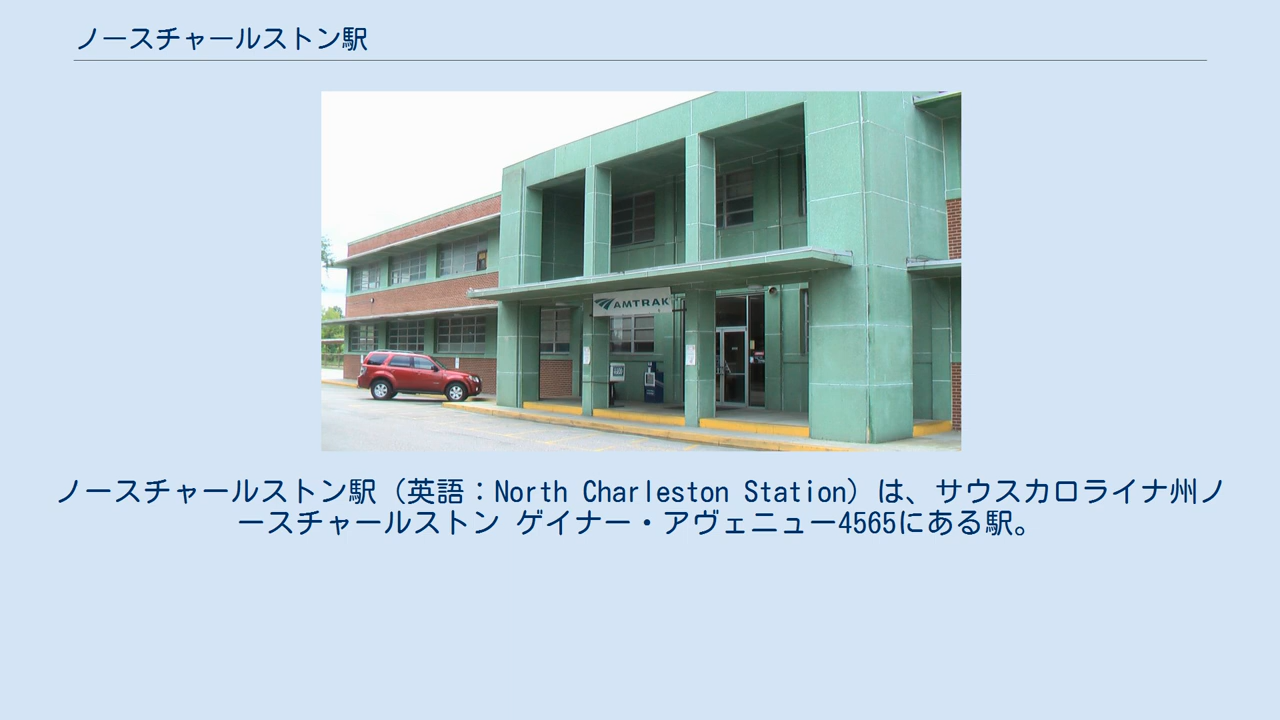 ノースチャールストン駅
AMTRAK
ノースチャールストン駅（英語：North Charleston Station）は、サウスカロライナ州ノ
ースチャールストン ゲイナー・アヴェニュー4565にある駅。